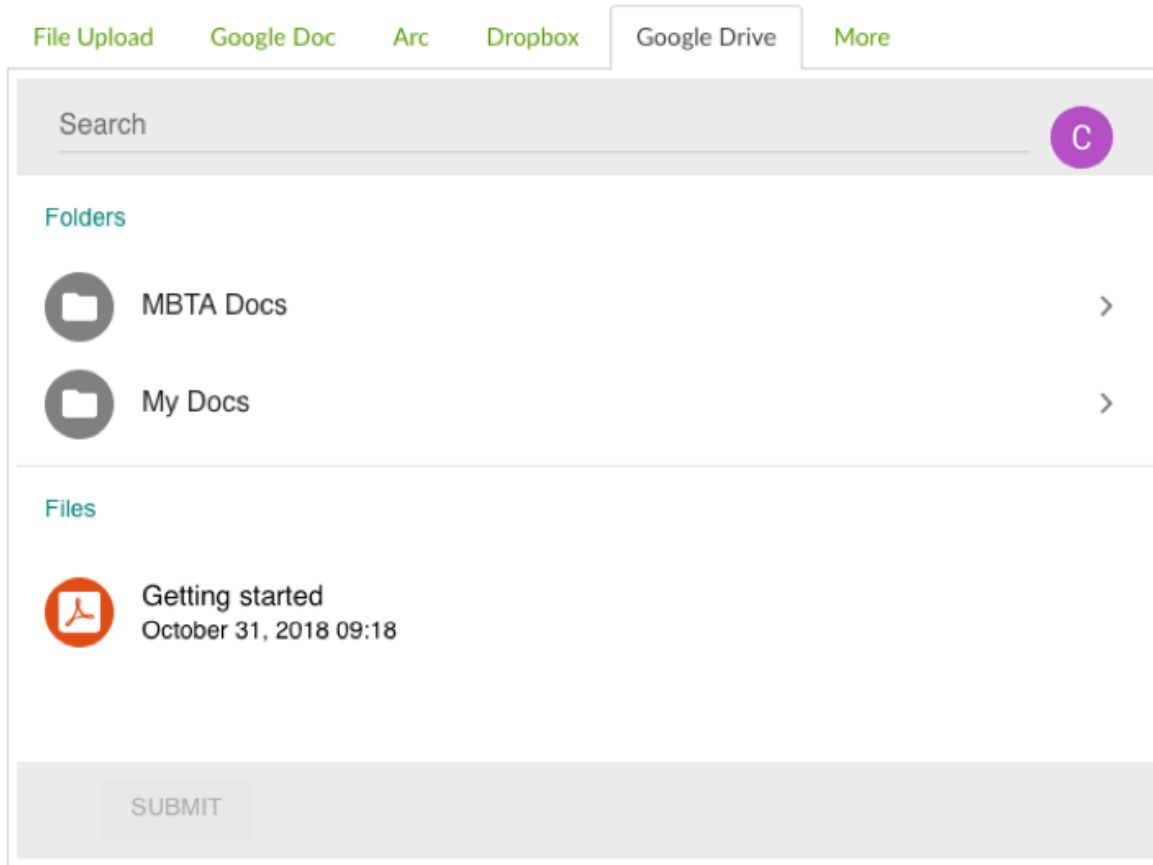 File Upload Google Doc Arc Dropbox Google Drive More
Search
C
Folders
MBTA Docs
My Docs
Files
Getting started
October 31, 2018 09:18
SUBMIT